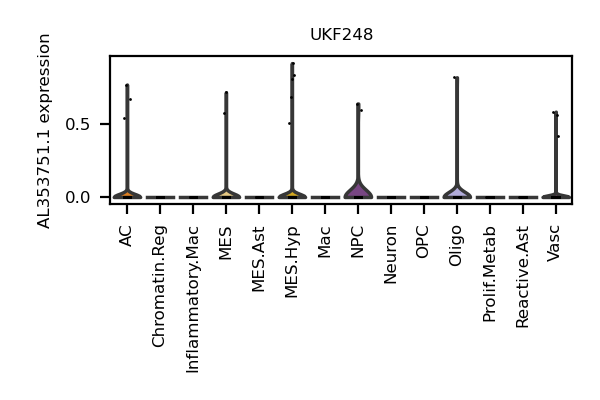 UKF248
AL353751.1 expression
0.5
0.0
AC
Chromatin.Reg
Inflammatory.Mac
MES
MES.Ast
MES.Hyp
Mac
NPC
Neuron
OPC
Oligo
Prolif.Metab
Reactive.Ast
Vasc